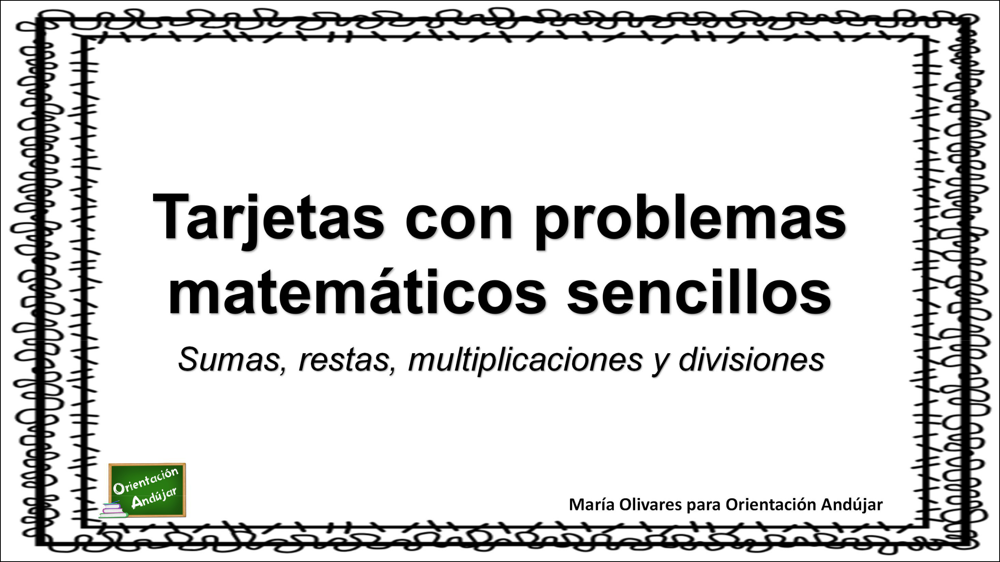 Tarjetas con problemas
matemáticos sencillos
Sumas, restas, multiplicaciones y divisiones
Orientación
Andújar
María Olivares para Orientación Andújar